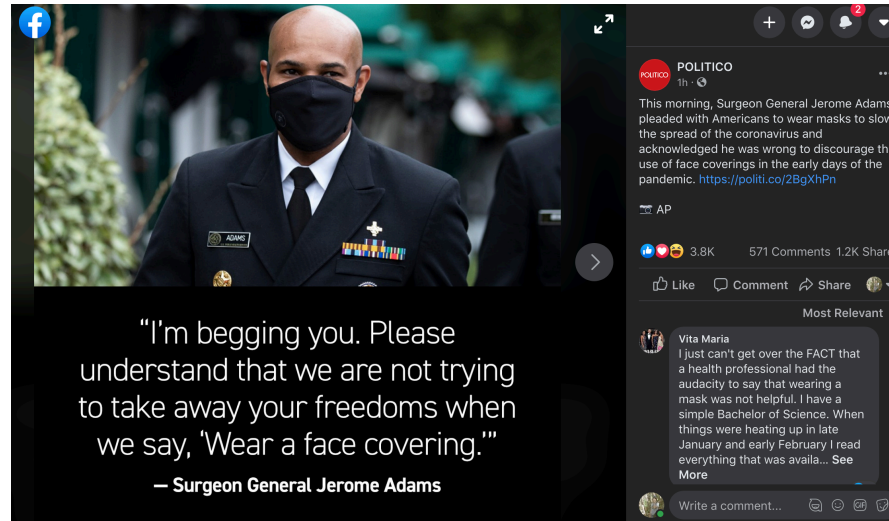 ADAMS
“I’m begging you. Please
understand that we are not trying
to take away your freedoms when
we say, ‘Wear a face covering.’”
– Surgeon General Jerome Adams
2
POLITICO
POLITICO
1h
This morning, Surgeon General Jerome Adams
pleaded with Americans to wear masks to slow
the spread of the coronavirus and
acknowledged he was wrong to discourage th
use of face coverings in the early days of the
pandemic. https://politi.co/2BgXhPn
AP
3.8K 571 Comments 1.2K Share
Like Comment Share
Most Relevant
Vita Maria
I just can't get over the FACT that
a health professional had the
audacity to say that wearing a
mask was not helpful. I have a
simple Bachelor of Science. When
things were heating up in late
January and early February I read
everything that was availa... See
More
Write a comment... GIF